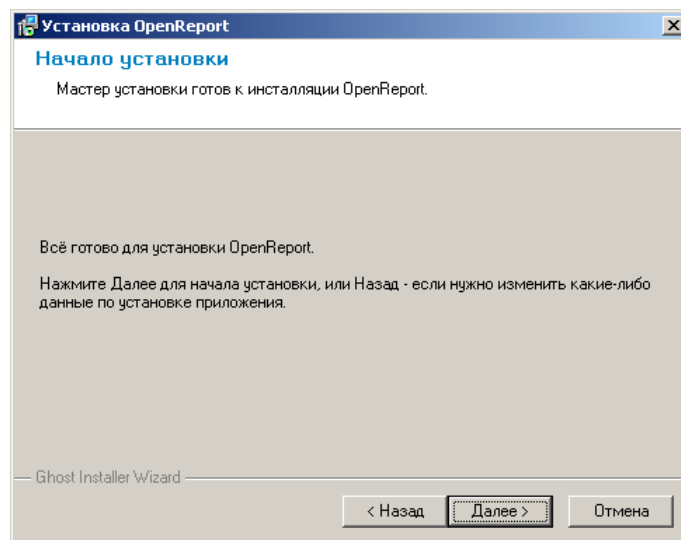 Установка OpenReport
Начало установки
Мастер установки готов к инсталляции OpenReport.
Всё готово для установки OpenReport.
Нажмите Далее для начала установки, или Назад - если нужно изменить какие-либо
данные по установке приложения.
Ghost Installer Wizard
< Назад Далее > Отмена